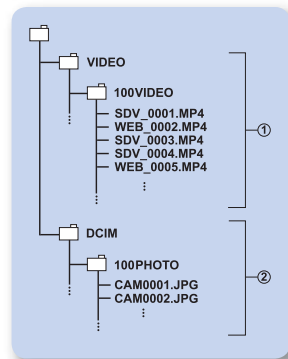 VIDEO
100VIDEO
SDV_0001.MP4
WEB_0002.MP4
SDV_0003.MP4
SDV_0004.MP4
WEB_0005.MP4
①
DCIM
100PHOTO
CAM0001.JPG
CAM0002.JPG
②